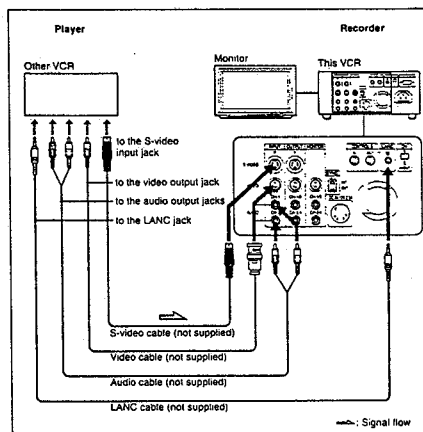 Player
Recorder
Other VCR
Monitor
This VCR
to the S-video
input jack
to the video output jack
to the audio output jacks
to the LANC jack
S-video cable (not supplied)
Video cable (not supplied)
Audio cable (not supplied)
LANC cable (not supplied)
: Signal flow